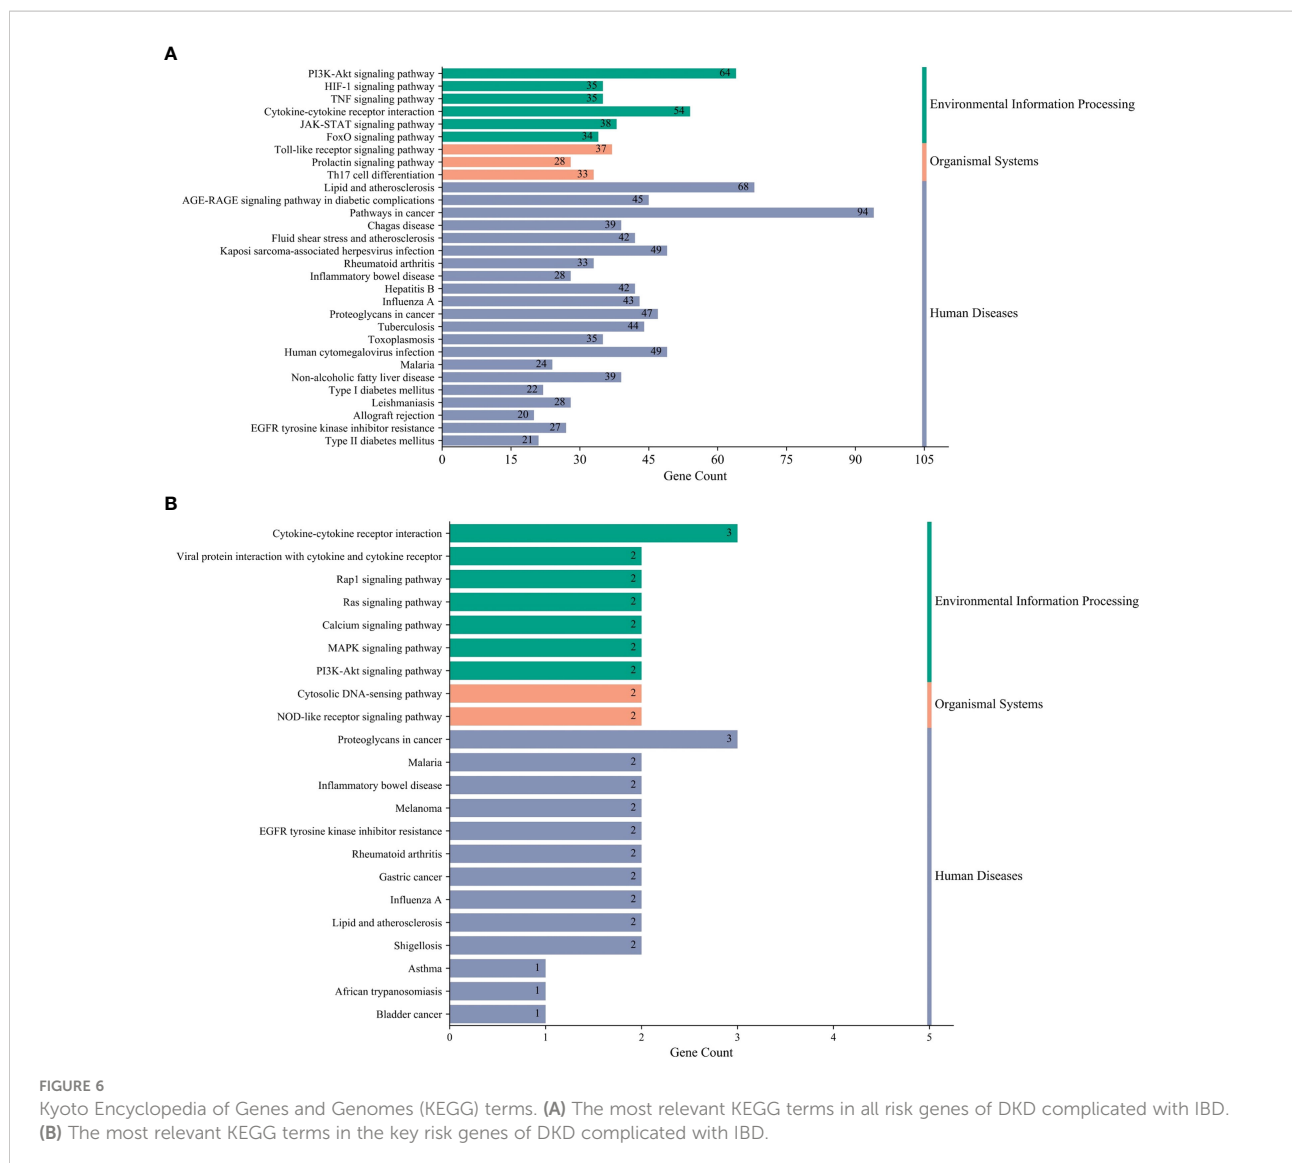 A
PI3K-Akt signaling pathway 64
HIF-1 signaling pathway 35
TNF signaling pathway 35
Cytokine-cytokine receptor interaction 54
JAK-STAT signaling pathway 38
FoxO signaling pathway 34
Toll-like receptor signaling pathway 37
Prolactin signaling pathway 28
Th17 cell differentiation 33
Lipid and atherosclerosis 68
AGE-RAGE signaling pathway in diabetic complications 45
Pathways in cancer 94
Chagas disease 39
Fluid shear stress and atherosclerosis 42
Kaposi sarcoma-associated herpesvirus infection 49
Rheumatoid arthritis 33
Inflammatory bowel disease 28
Hepatitis B 42
Influenza A 43
Proteoglycans in cancer 47
Tuberculosis 44
Toxoplasmosis 35
Human cytomegalovirus infection 49
Malaria 24
Non-alcoholic fatty liver disease 39
Type I diabetes mellitus 22
Leishmaniasis 28
Allograft rejection 20
EGFR tyrosine kinase inhibitor resistance 27
Type II diabetes mellitus 21
Environmental Information Processing
Organismal Systems
Human Diseases
0 15 30 45 60 75 90 105
Gene Count
B
Cytokine-cytokine receptor interaction 3
Viral protein interaction with cytokine and cytokine receptor 2
Rap1 signaling pathway 2
Ras signaling pathway 2
Calcium signaling pathway 2
MAPK signaling pathway 2
PI3K-Akt signaling pathway 2
Cytosolic DNA-sensing pathway 2
NOD-like receptor signaling pathway 2
Proteoglycans in cancer 3
Malaria 2
Inflammatory bowel disease 2
Melanoma 2
EGFR tyrosine kinase inhibitor resistance 2
Rheumatoid arthritis 2
Gastric cancer 2
Influenza A 2
Lipid and atherosclerosis 2
Shigellosis 2
Asthma 1
African trypanosomiasis 1
Bladder cancer 1
Environmental Information Processing
Organismal Systems
Human Diseases
0 1 2 3 4 5
Gene Count
FIGURE 6
Kyoto Encyclopedia of Genes and Genomes (KEGG) terms. (A) The most relevant KEGG terms in all risk genes of DKD complicated with IBD.
(B) The most relevant KEGG terms in the key risk genes of DKD complicated with IBD.